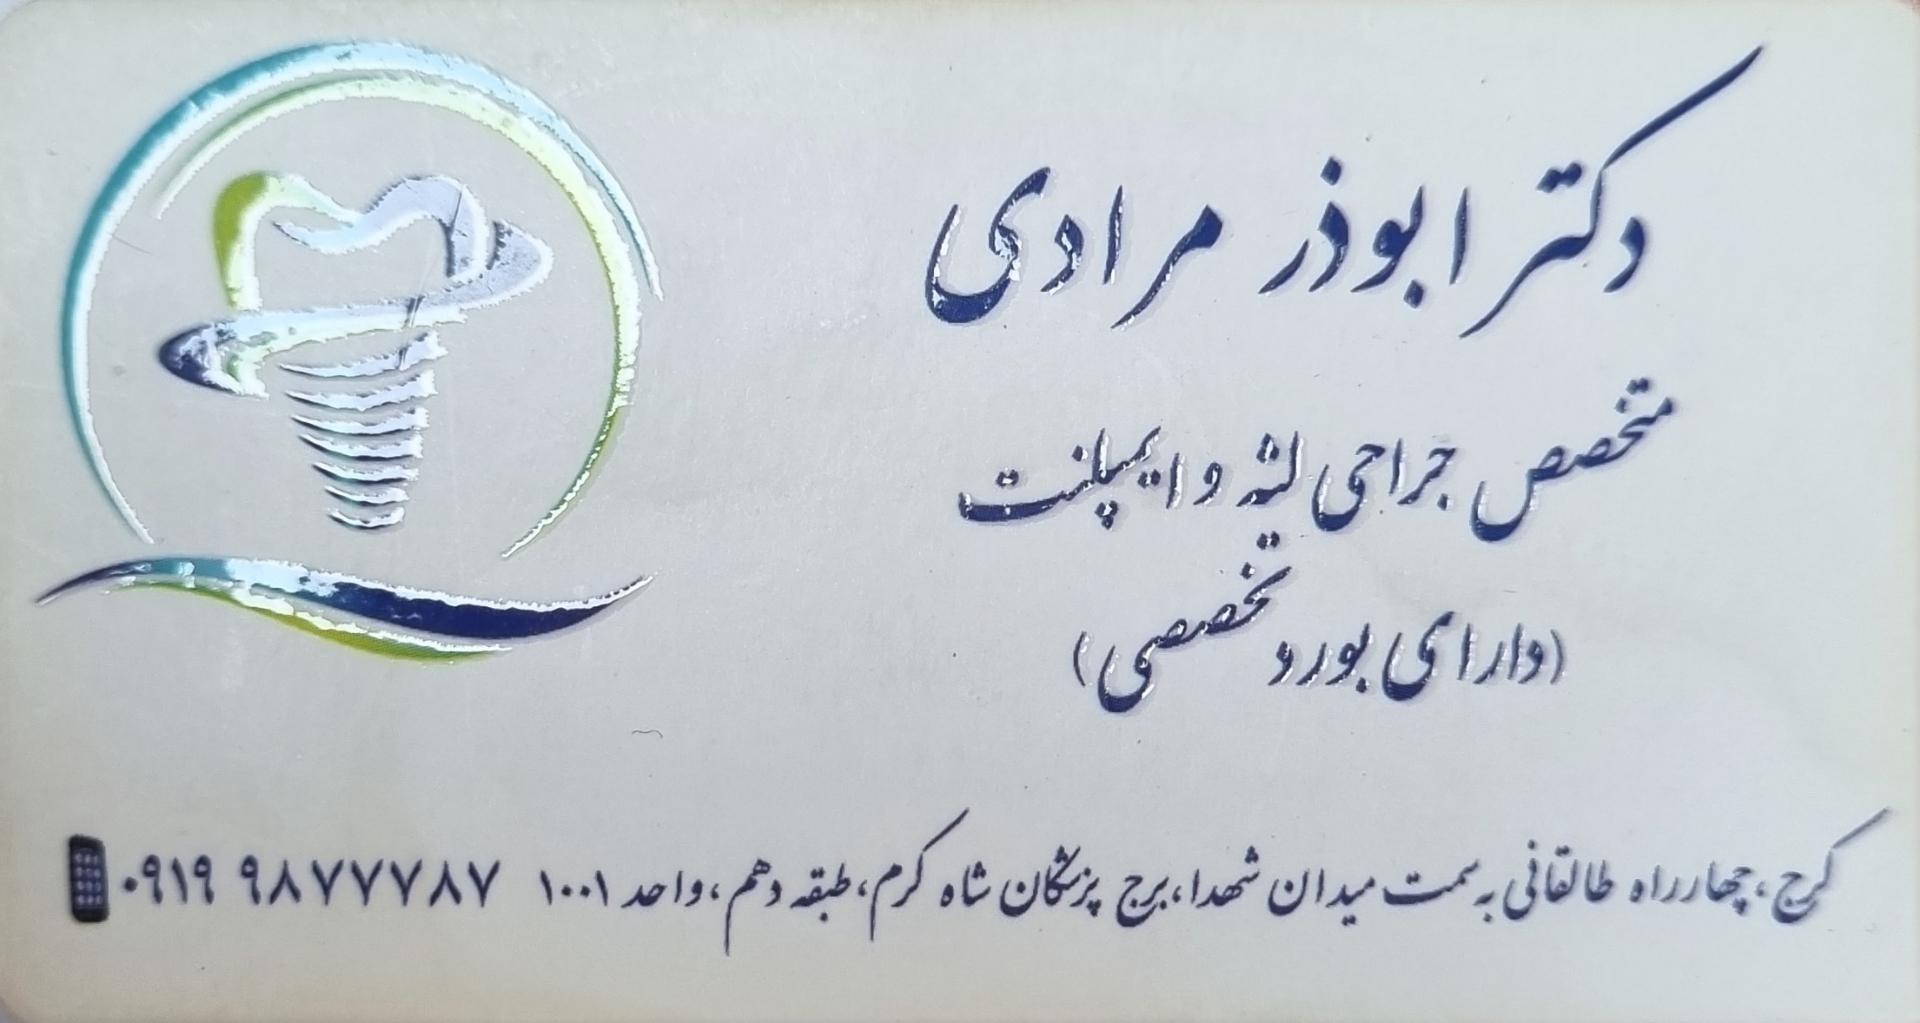 دکتر ابوذر مرادی
متخصص جراحی لثه و ایمپلنت
(دارای بورد تخصصی)
کرج، چهارراه طالقانی به سمت میدان شهدا، برج پزشکان شاه کرم، طبقه دهم، واحد ۱۰۰۱ ۰۹۱۹ ۹۸۷۷۷۸۷